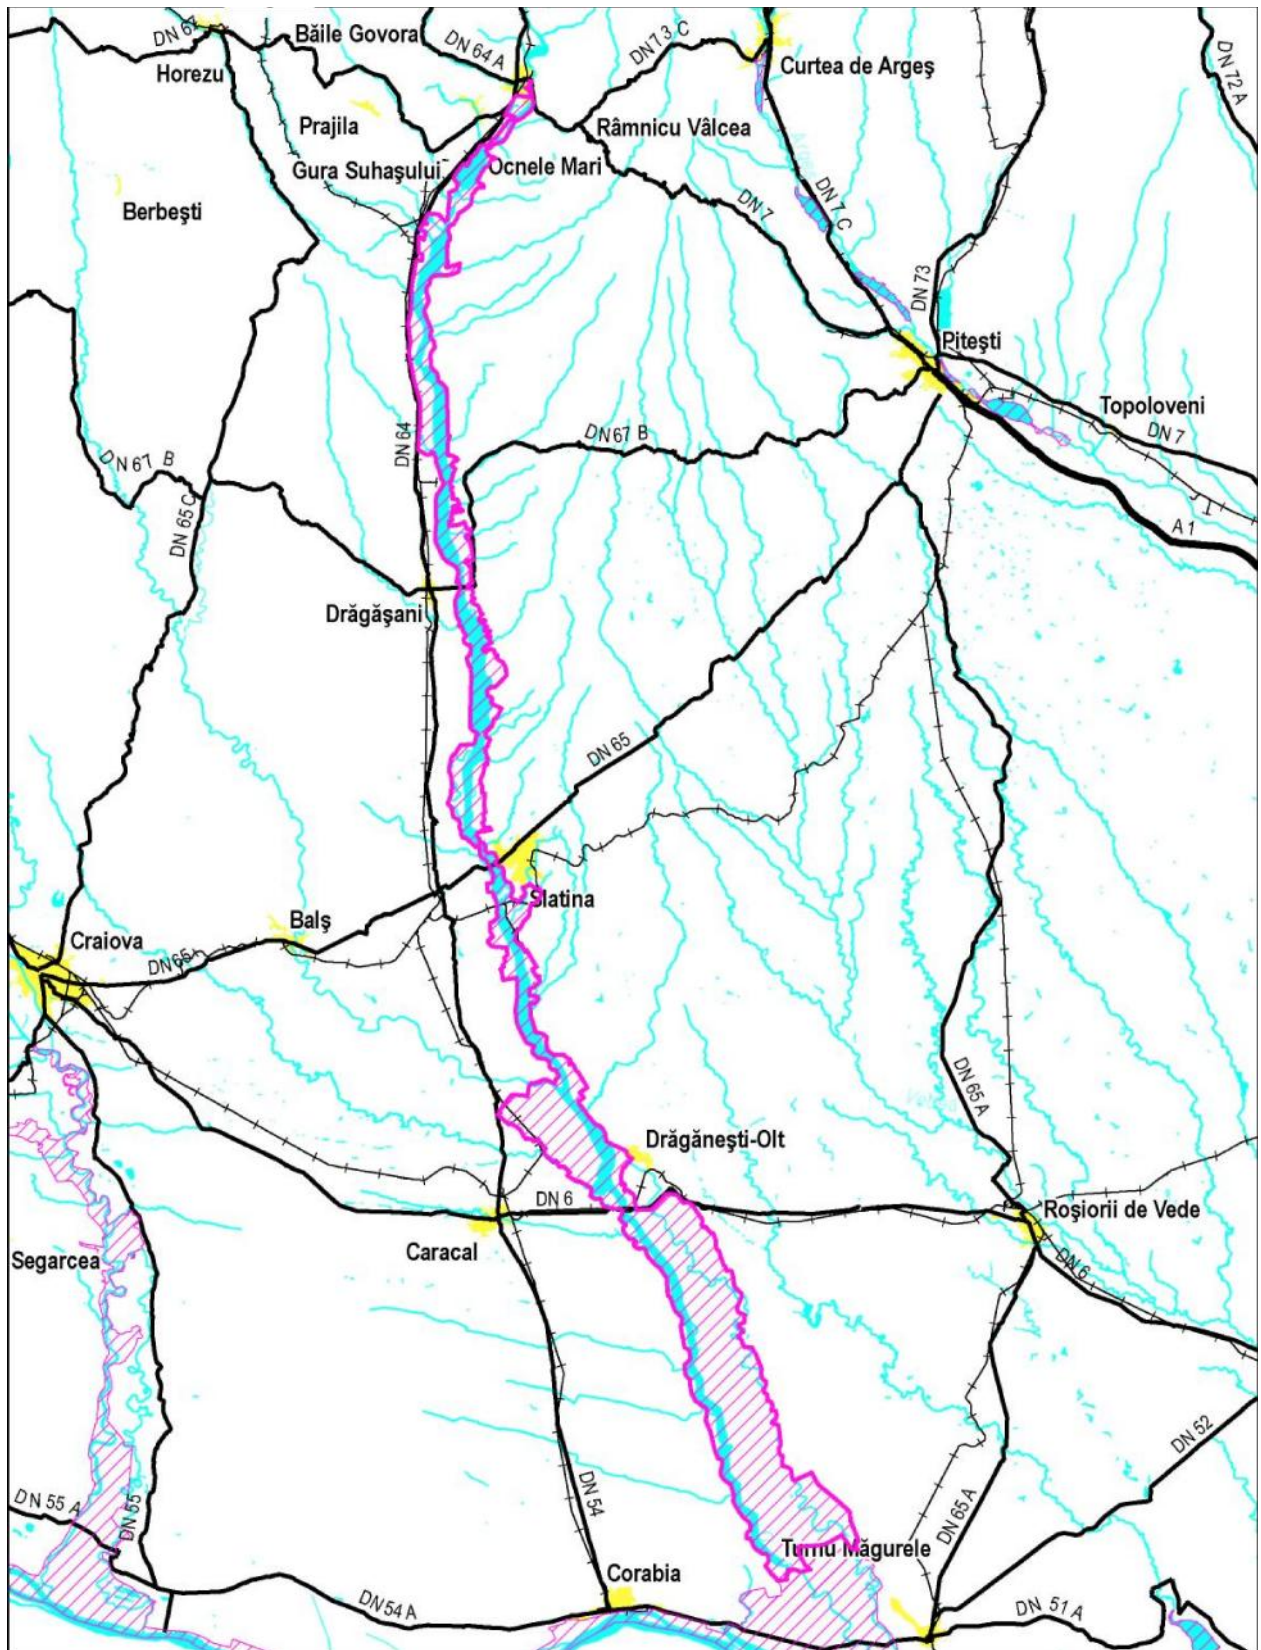 DN 67
Băile Govora
DN 64 A
DN 73 C
Curtea de Argeş
DN 72 A
Horezu
Prajila
Râmnicu Vâlcea
Gura Suhaşului
Ocnele Mari
Berbeşti
DN 7
DN 7 C
DN 73
Piteşti
Topoloveni
DN 7
DN 67 B
DN 64
DN 67 B
DN 65 C
A 1
Drăgăşani
DN 65
Slatina
Balş
Craiova
DN 65
DN 65 A
Drăgăneşti-Olt
DN 6
Roşiorii de Vede
Caracal
Segarcea
DN 6
DN 52
DN 54
DN 55 A
DN 55
DN 65 A
Turnu Măgurele
Corabia
DN 54 A
DN 51 A